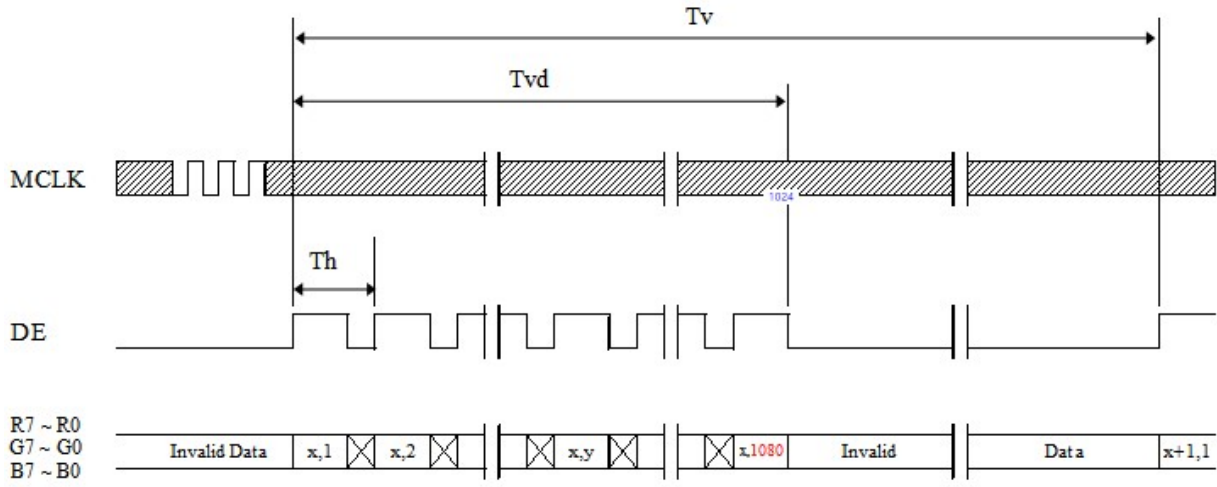 Tv
Tvd
MCLK
1024
Th
DE
R7 ~ R0
G7 ~ G0
B7 ~ B0
Invalid Data x,1 x,2 x,y x,1080 Invalid Data x+1,1